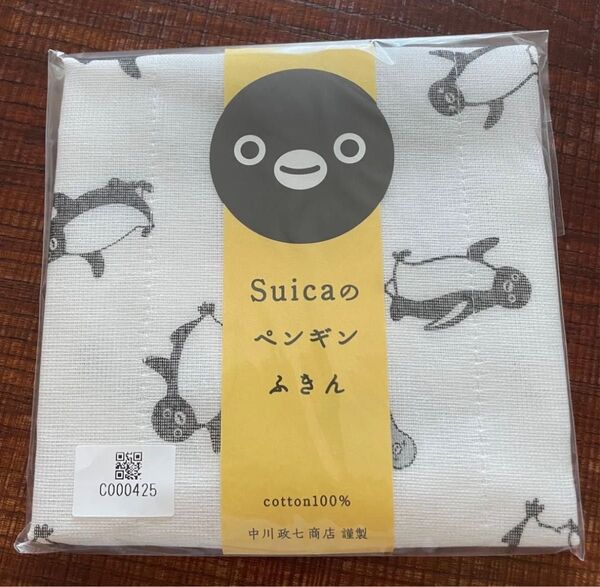 Suicaの
ペンギン
ふきん
cotton100%
中川政七商店 謹製
C000425